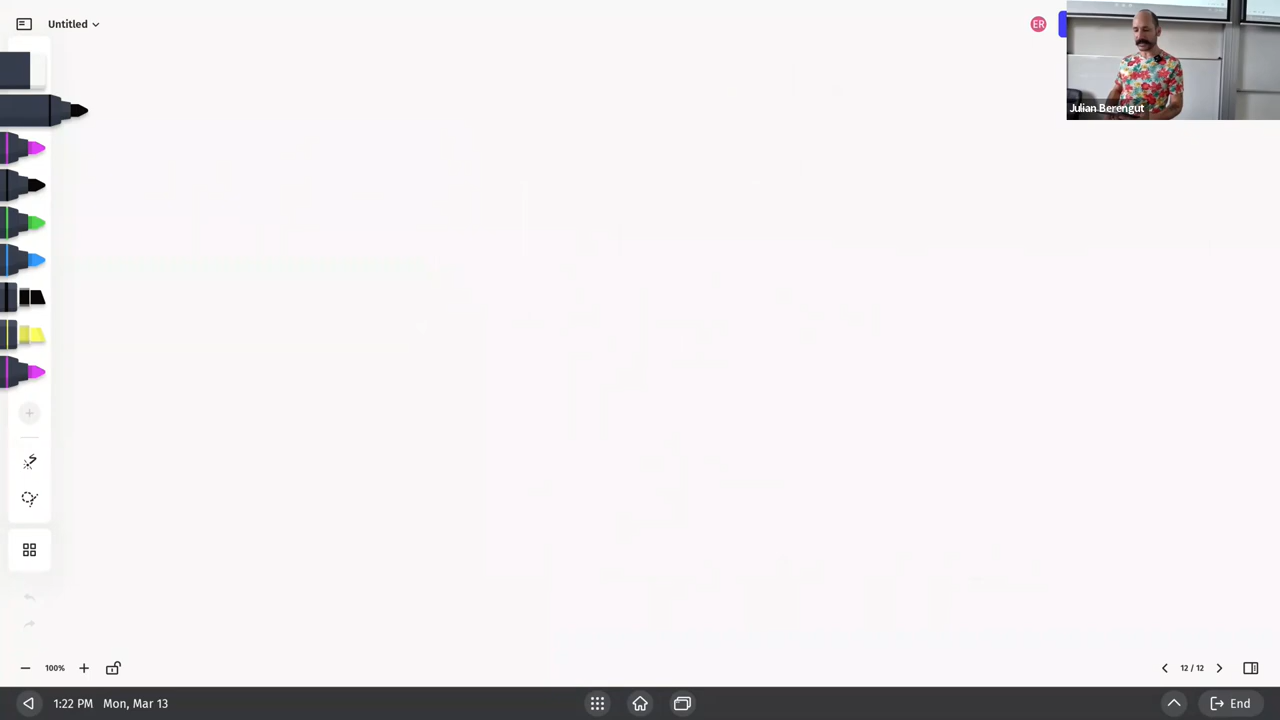 Untitled
ER
Julian Berengut
100%
12 / 12
1:22 PM Mon, Mar 13
End